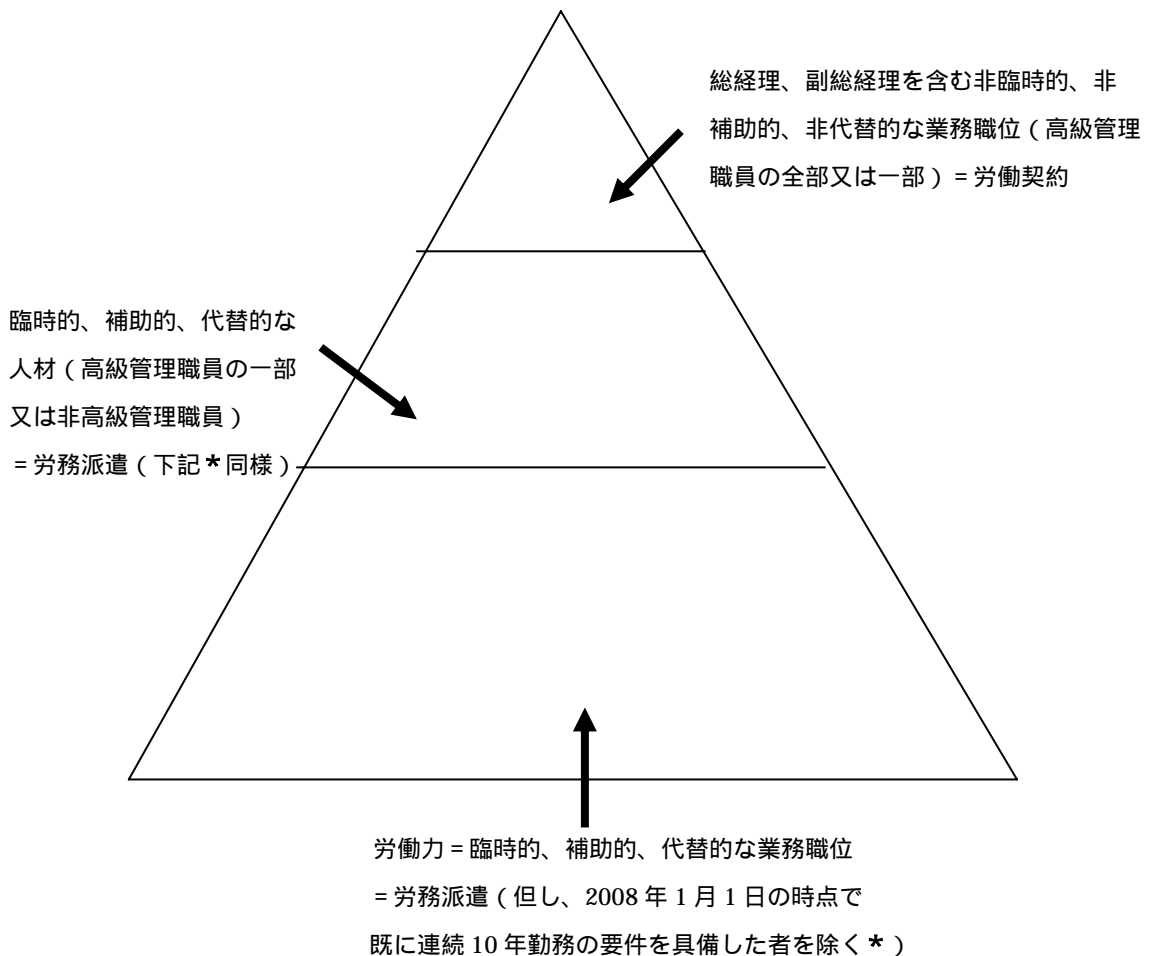 総経理、副総経理を含む非臨時的、非
補助的、非代替的な業務職位（高級管理
職員の全部又は一部）＝労働契約
臨時的、補助的、代替的な
人材（高級管理職員の一部
又は非高級管理職員）
＝労務派遣（下記★同様）
労働力＝臨時的、補助的、代替的な業務職位
＝労務派遣（但し、2008 年 1 月 1 日の時点で
既に連続 10 年勤務の要件を具備した者を除く★）